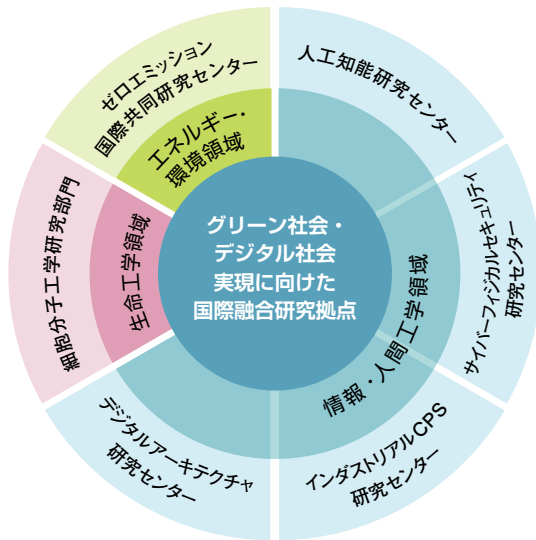 グリーン社会・
デジタル社会
実現に向けた
国際融合研究拠点
エネルギー・
環境領域
ゼロエミッション
国際共同研究センター
生命工学領域
細胞分子工学研究部門
情報・人間工学領域
人工知能研究センター
サイバーフィジカルセキュリティ
研究センター
インダストリアルCPS
研究センター
デジタルアーキテクチャ
研究センター